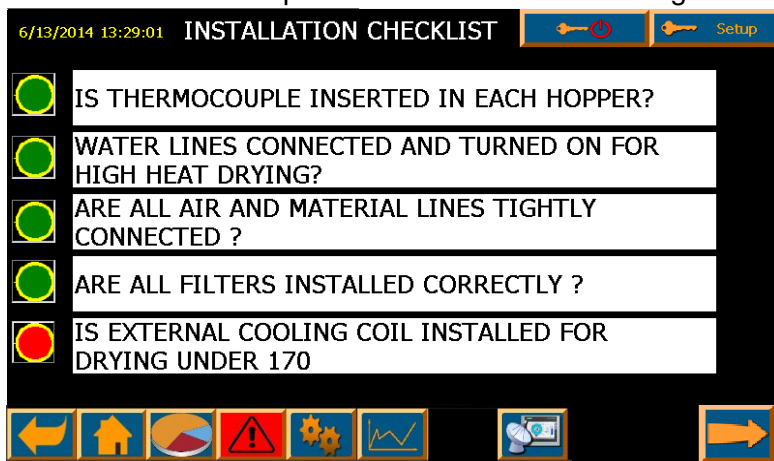 6/13/2014 13:29:01 INSTALLATION CHECKLIST Setup
IS THERMOCOUPLE INSERTED IN EACH HOPPER?
WATER LINES CONNECTED AND TURNED ON FOR
HIGH HEAT DRYING?
ARE ALL AIR AND MATERIAL LINES TIGHTLY
CONNECTED ?
ARE ALL FILTERS INSTALLED CORRECTLY ?
IS EXTERNAL COOLING COIL INSTALLED FOR
DRYING UNDER 170